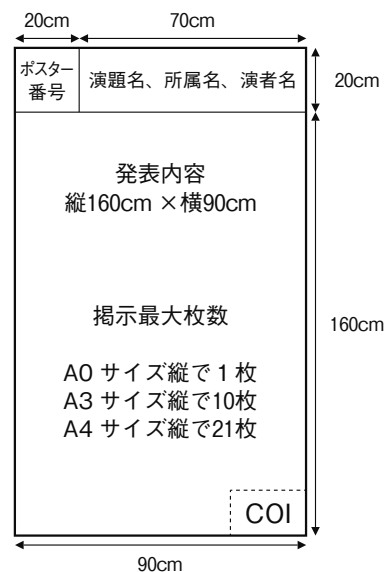 20cm
70cm
ポスター
番号
演題名、所属名、演者名
20cm
発表内容
縦160cm ×横90cm
掲示最大枚数
160cm
A0 サイズ縦で 1 枚
A3 サイズ縦で10枚
A4 サイズ縦で21枚
COI
90cm